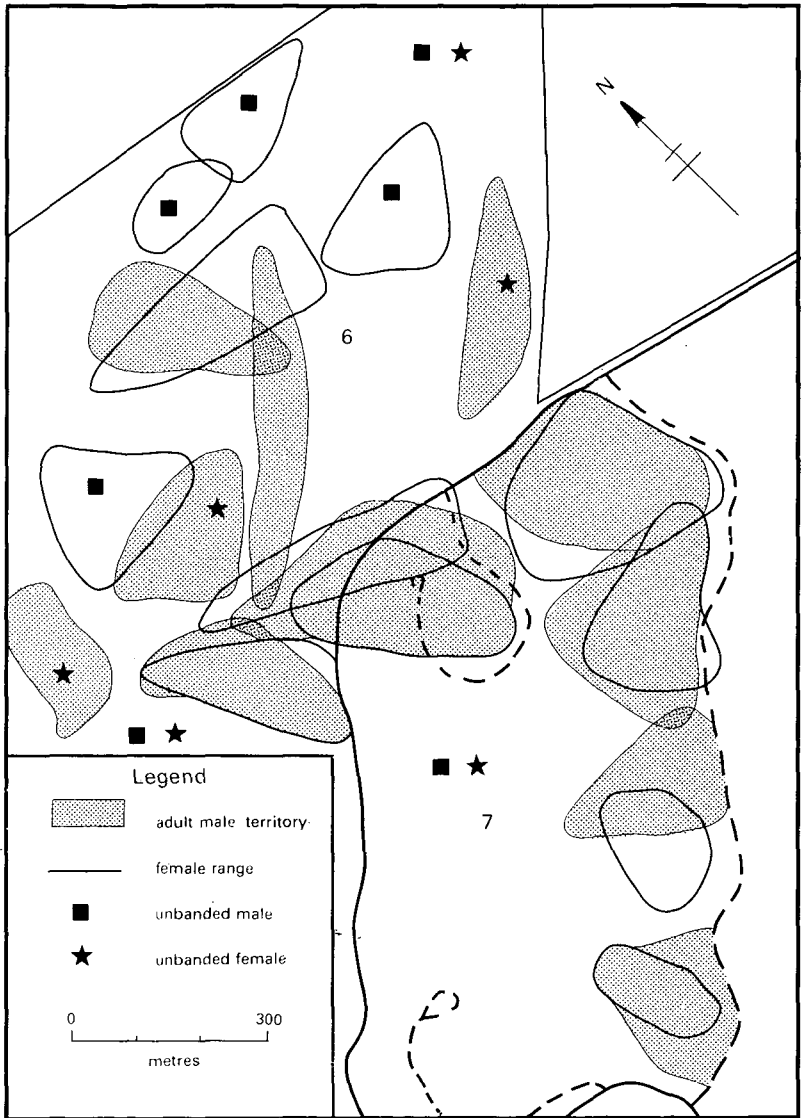 N
6
7
Legend
adult male territory
female range
unbanded male
unbanded female
0 300
metres